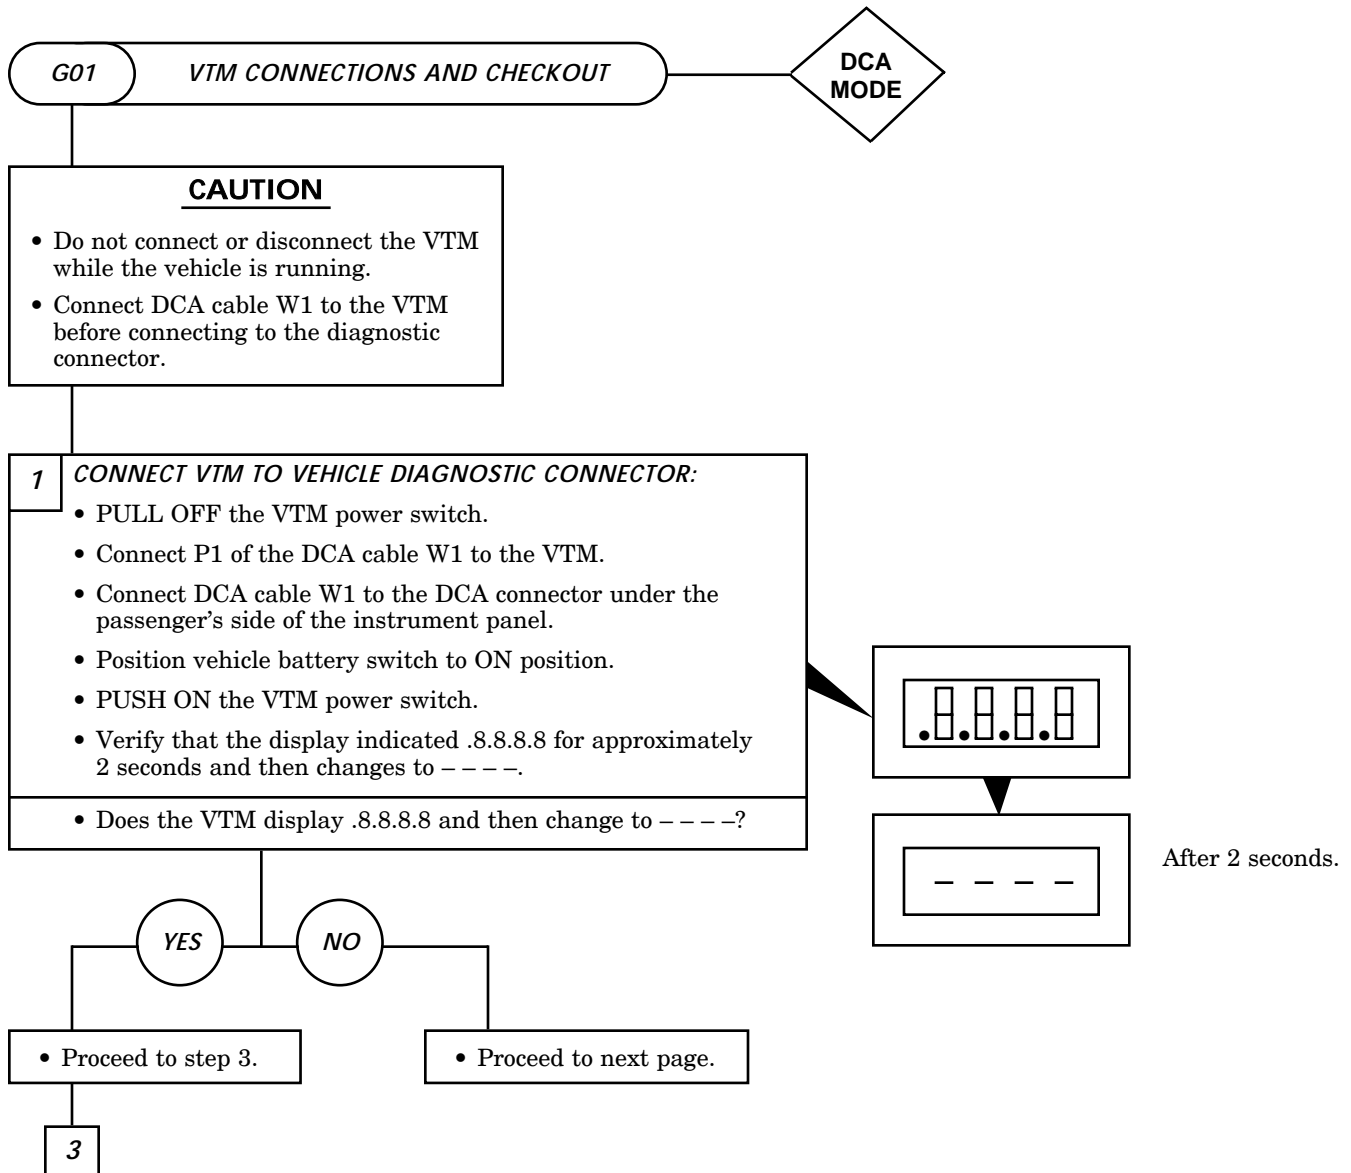 G01
VTM CONNECTIONS AND CHECKOUT
DCA
MODE
CAUTION
• Do not connect or disconnect the VTM
while the vehicle is running.
• Connect DCA cable W1 to the VTM
before connecting to the diagnostic
connector.
1
CONNECT VTM TO VEHICLE DIAGNOSTIC CONNECTOR:
• PULL OFF the VTM power switch.
• Connect P1 of the DCA cable W1 to the VTM.
• Connect DCA cable W1 to the DCA connector under the
passenger's side of the instrument panel.
• Position vehicle battery switch to ON position.
• PUSH ON the VTM power switch.
• Verify that the display indicated .8.8.8.8 for approximately
2 seconds and then changes to – – – –.
• Does the VTM display .8.8.8.8 and then change to – – – –?
.8.8.8.8
– – – –
After 2 seconds.
YES
NO
• Proceed to step 3.
• Proceed to next page.
3